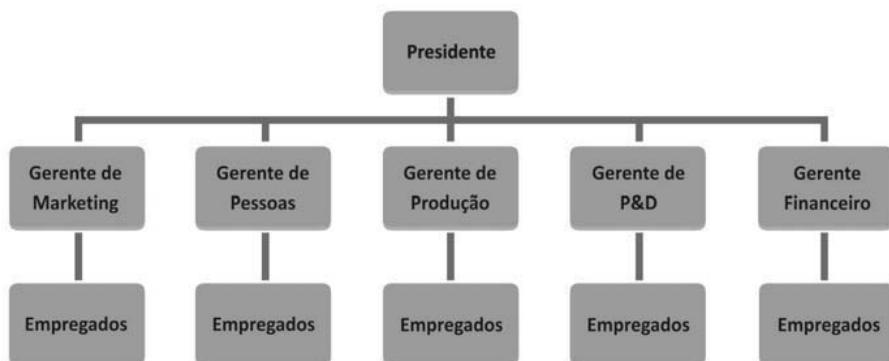 Presidente
Gerente de
Marketing
Gerente de
Pessoas
Gerente de
Produção
Gerente de
P&D
Gerente
Financeiro
Empregados
Empregados
Empregados
Empregados
Empregados